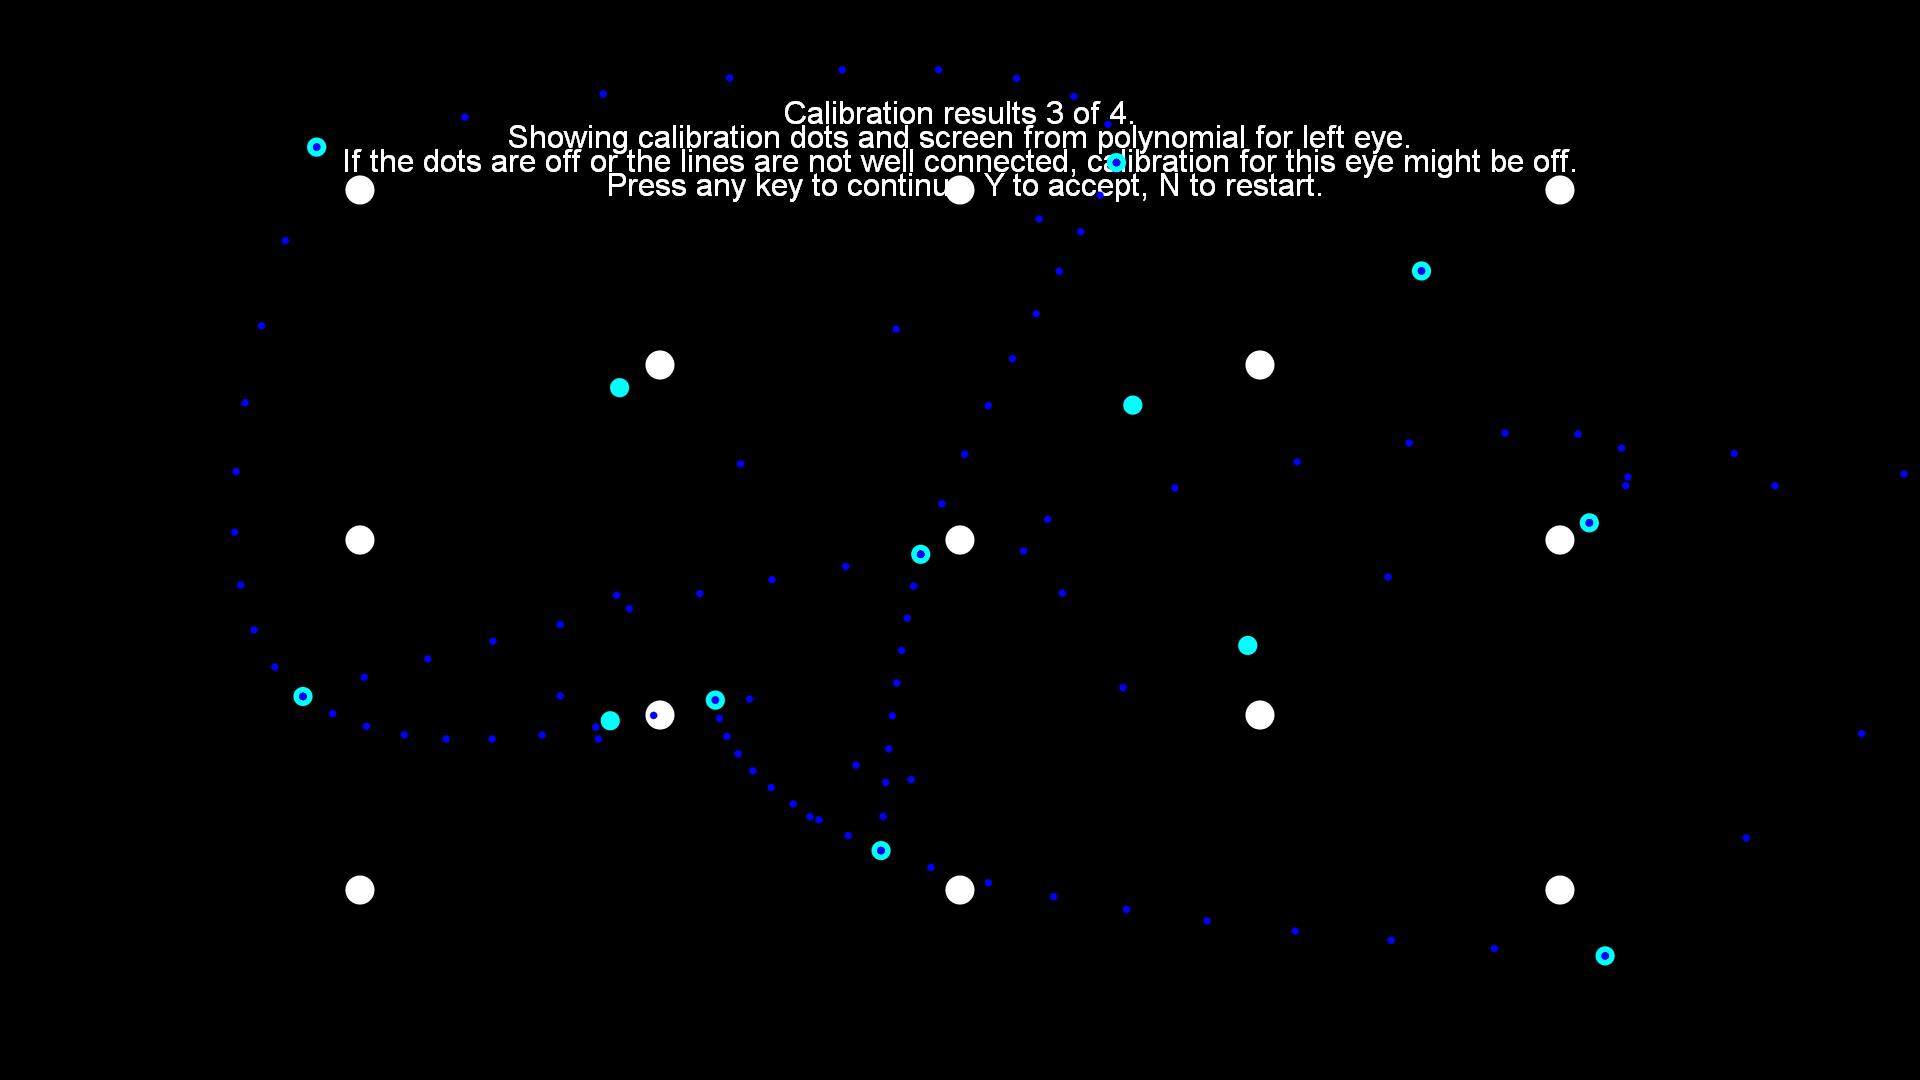 Calibration results 3 of 4.
Showing calibration dots and screen from polynomial for left eye.
If the dots are off or the lines are not well connected, calibration for this eye might be off.
Press any key to continue, Y to accept, N to restart.